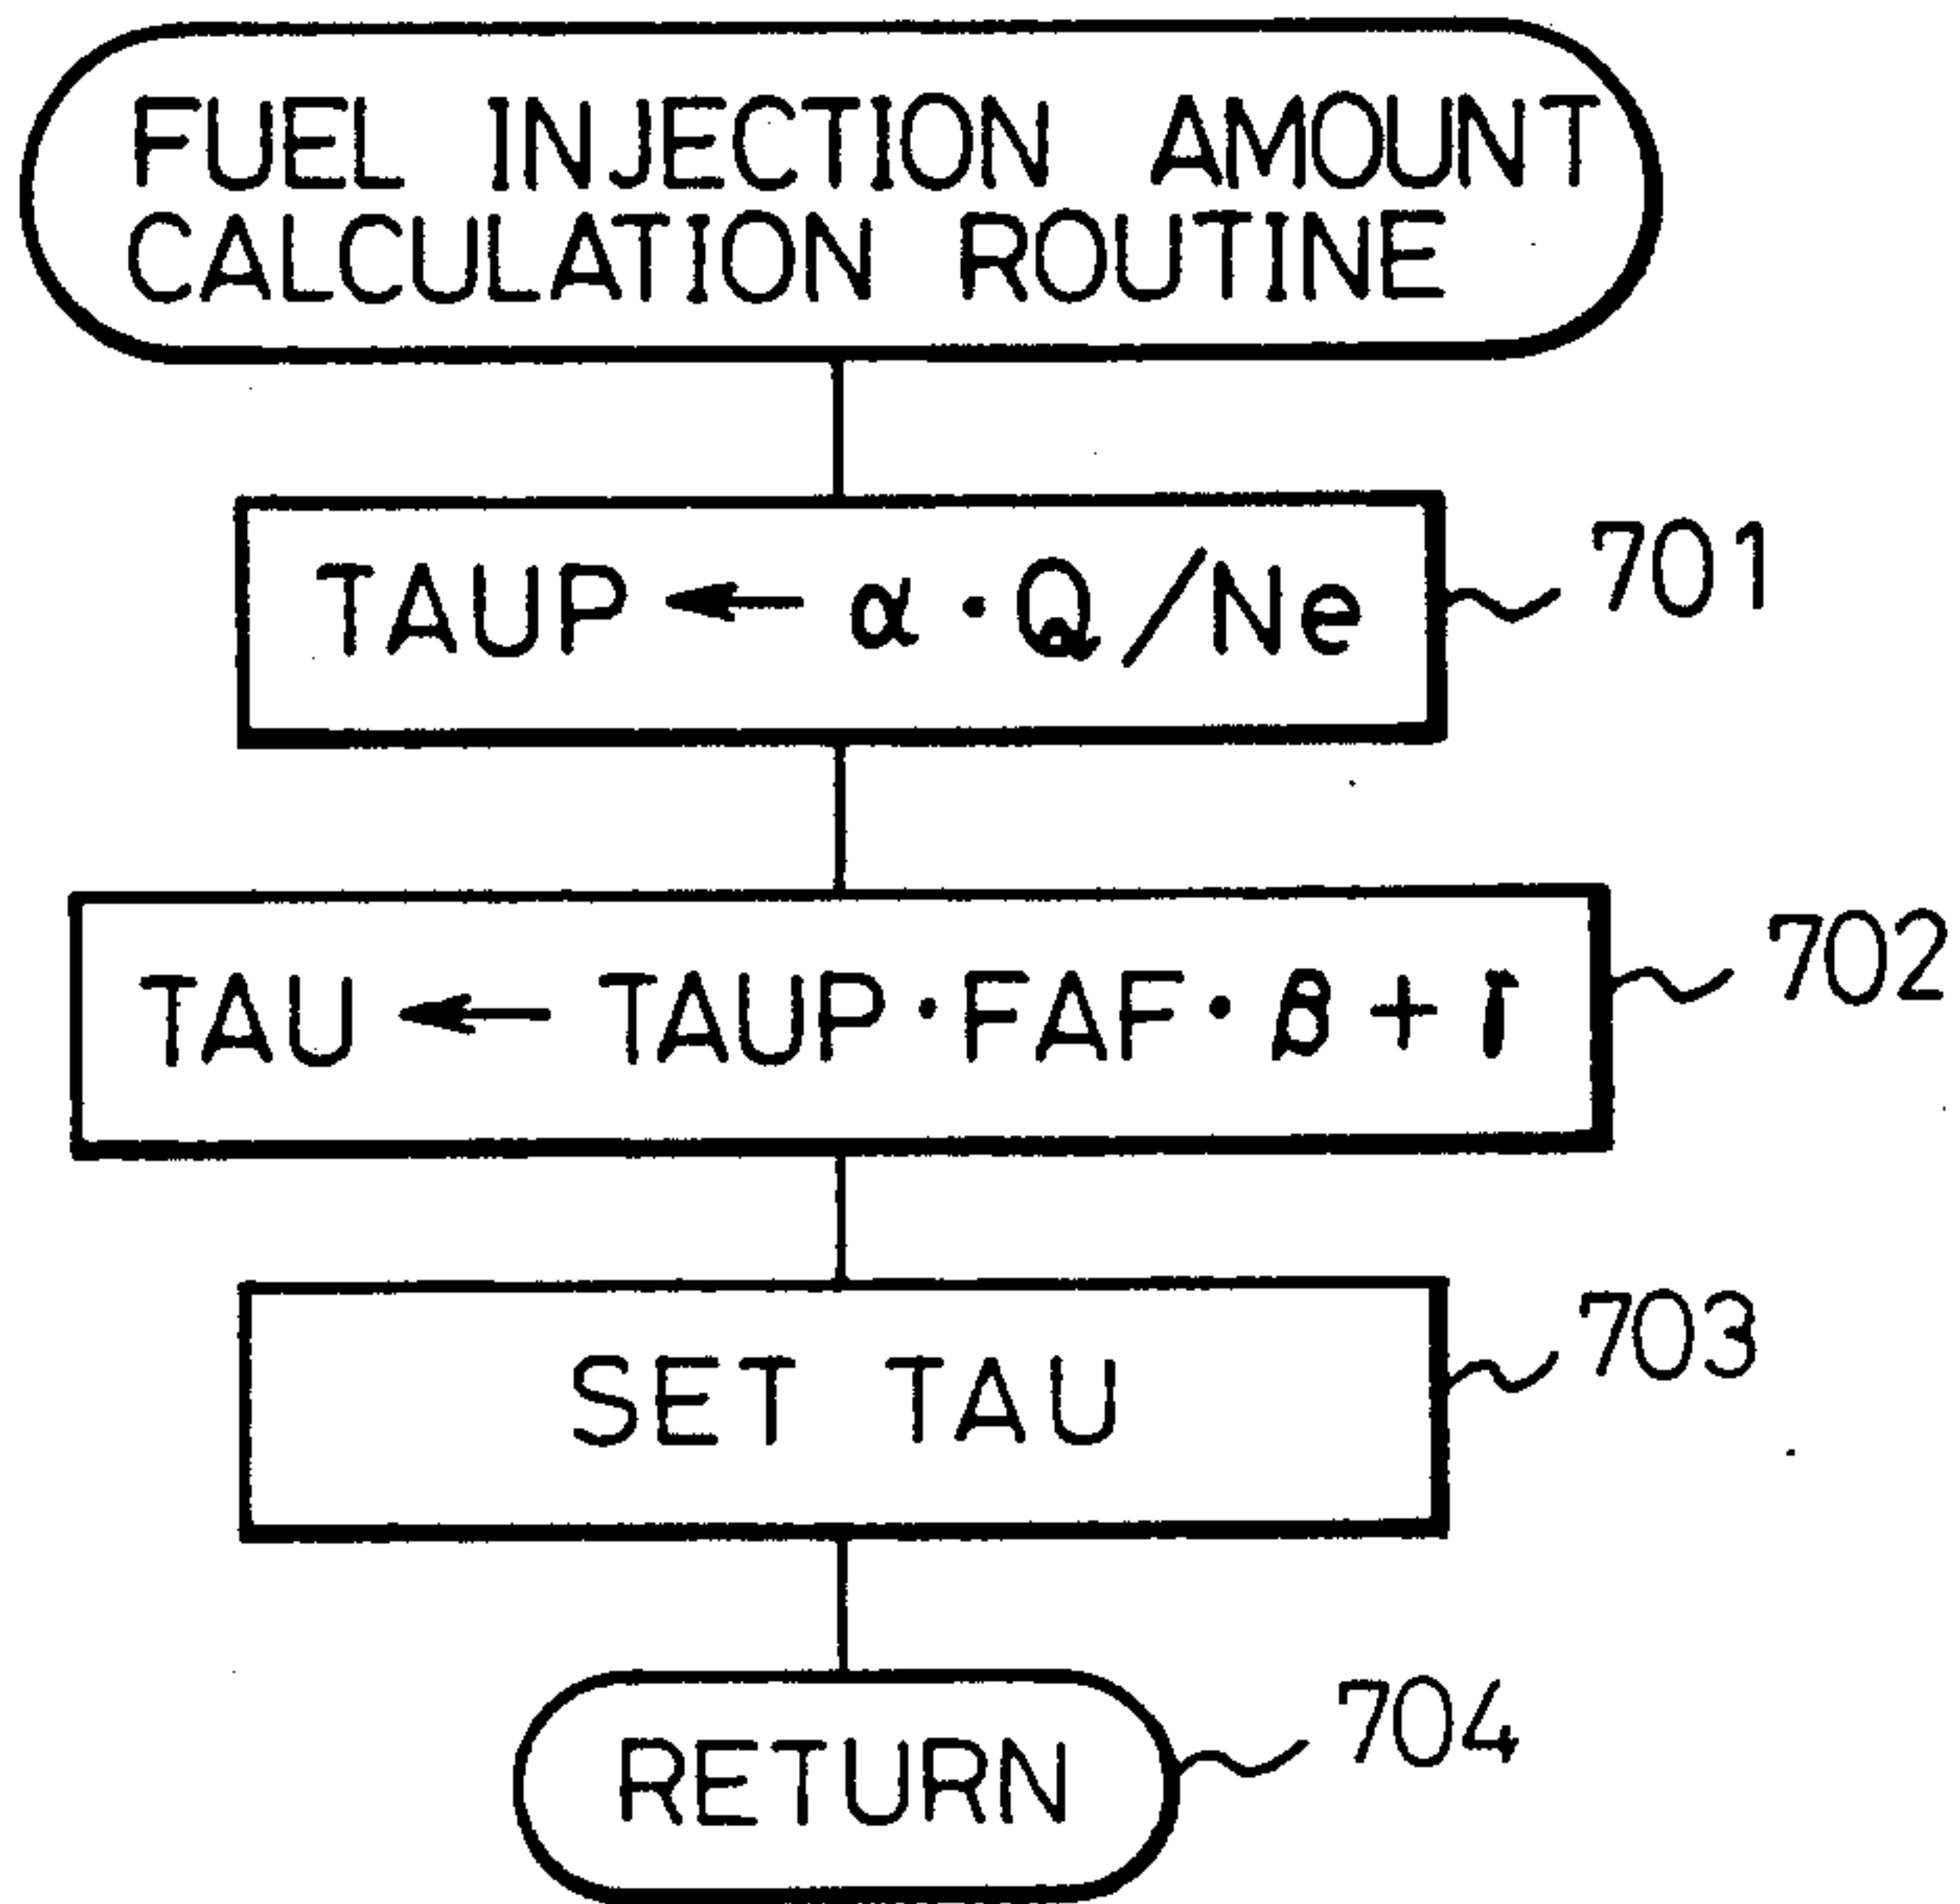 FUEL INJECTION AMOUNT
CALCULATION ROUTINE
TAUP ← α・Q/Ne
701
TAU ← TAUP・FAF・β + γ
702
SET TAU
703
RETURN
704